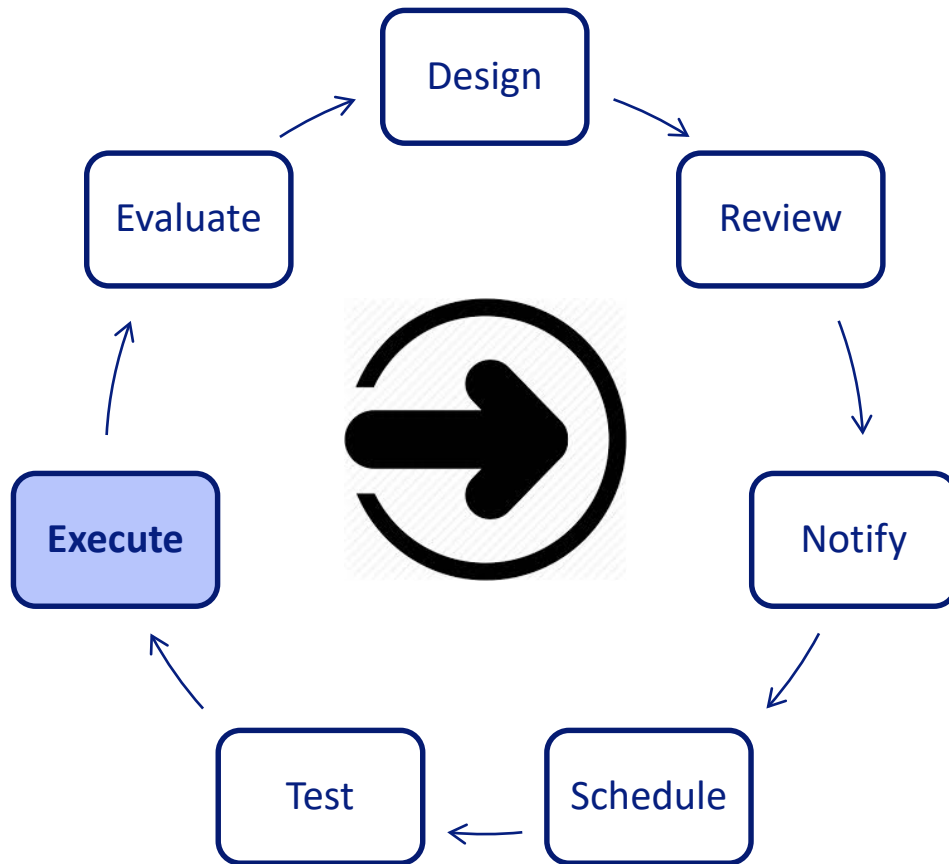 Design
Review
Notify
Schedule
Test
Execute
Evaluate